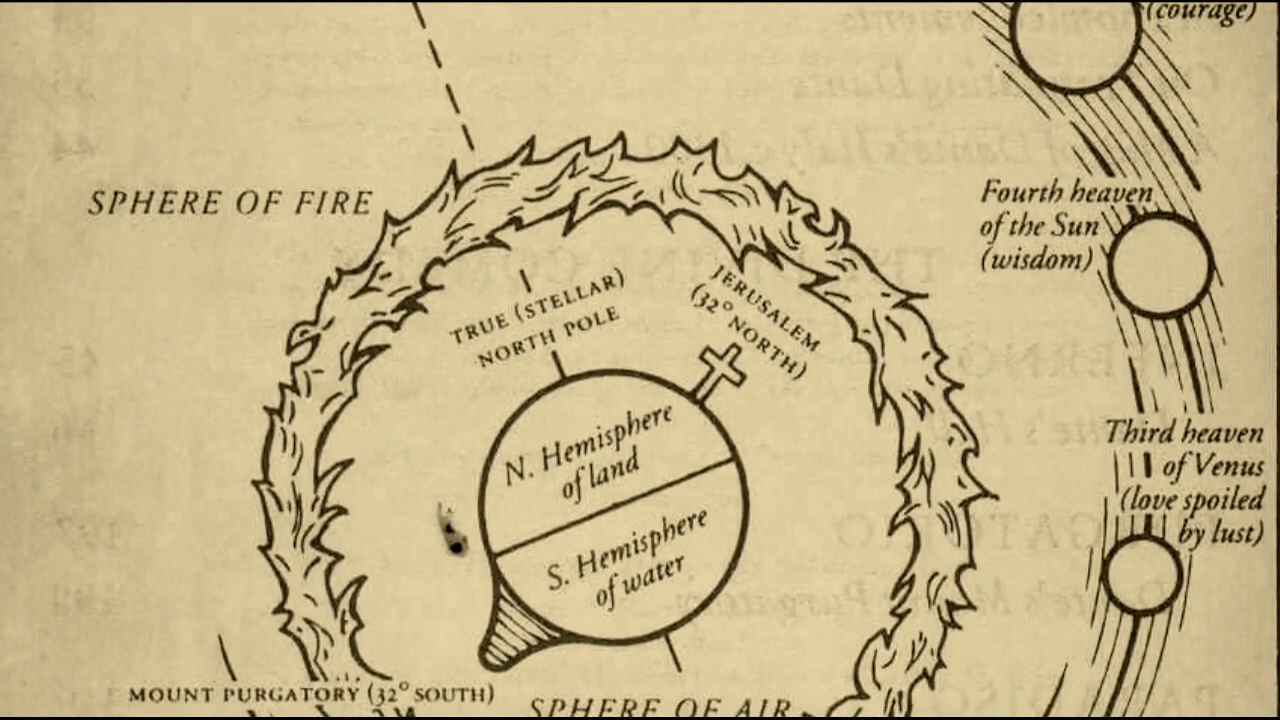 (courage)
SPHERE OF FIRE
Fourth heaven
of the Sun
(wisdom)
TRUE (STELLAR)
NORTH POLE
JERUSALEM
(32° NORTH)
N. Hemisphere
of land
S. Hemisphere
of water
Third heaven
of Venus
(love spoiled
by lust)
MOUNT PURGATORY (32° SOUTH)
SPHERE OF AIR